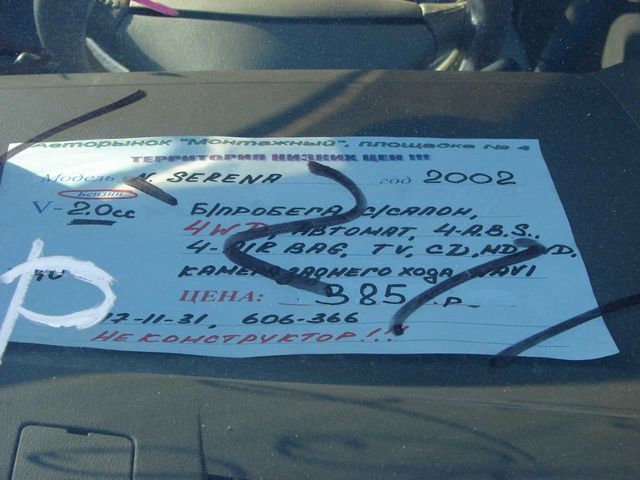 Авторынок "Монтажный", площадка № 4
ТЕРРИТОРИЯ НИЗКИХ ЦЕН !!!
Модель N. SERENA год 2002
Бензин
V- 2.0cc Б/ПРОБЕГА, С/САЛОН,
4WD, АВТОМАТ, 4-A.B.S.,
4-AIR BAG, TV, CD, MD, DVD,
КАМЕРА ЗАДНЕГО ХОДА, NAVI
ЦЕНА: 385 т.р.
606-366
НЕ КОНСТРУКТОР!!!